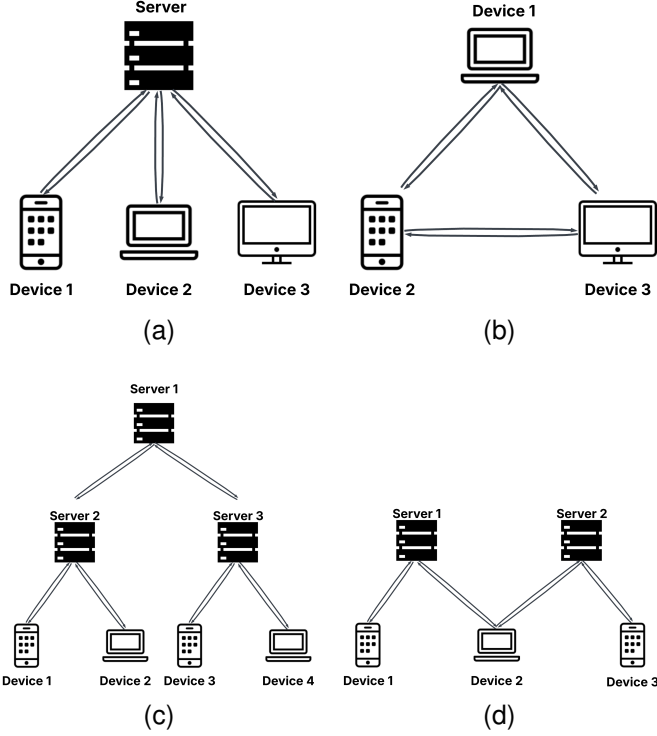 Server
Device 1
Device 1
Device 2
Device 3
Device 2
Device 3
(a)
(b)
Server 1
Server 2
Server 3
Server 1
Server 2
Device 1
Device 2
Device 3
Device 4
Device 1
Device 2
Device 3
(c)
(d)